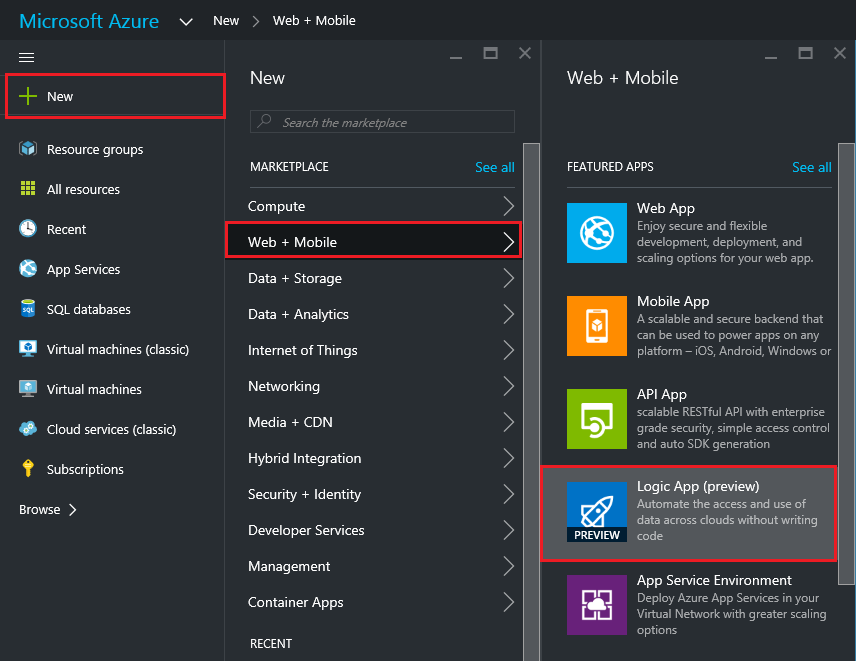 Microsoft Azure New Web + Mobile
New
Resource groups
All resources
Recent
App Services
SQL
SQL databases
Virtual machines (classic)
Virtual machines
Cloud services (classic)
Subscriptions
Browse
New
Search the marketplace
MARKETPLACE See all
Compute
Web + Mobile
Data + Storage
Data + Analytics
Internet of Things
Networking
Media + CDN
Hybrid Integration
Security + Identity
Developer Services
Management
Container Apps
RECENT
Web + Mobile
FEATURED APPS See all
Web App
Enjoy secure and flexible
development, deployment, and
scaling options for your web app.
Mobile App
A scalable and secure backend that
can be used to power apps on any
platform – iOS, Android, Windows or
API App
scalable RESTful API with enterprise
grade security, simple access control
and auto SDK generation
PREVIEW
Logic App (preview)
Automate the access and use of
data across clouds without writing
code
App Service Environment
Deploy Azure App Services in your
Virtual Network with greater scaling
options